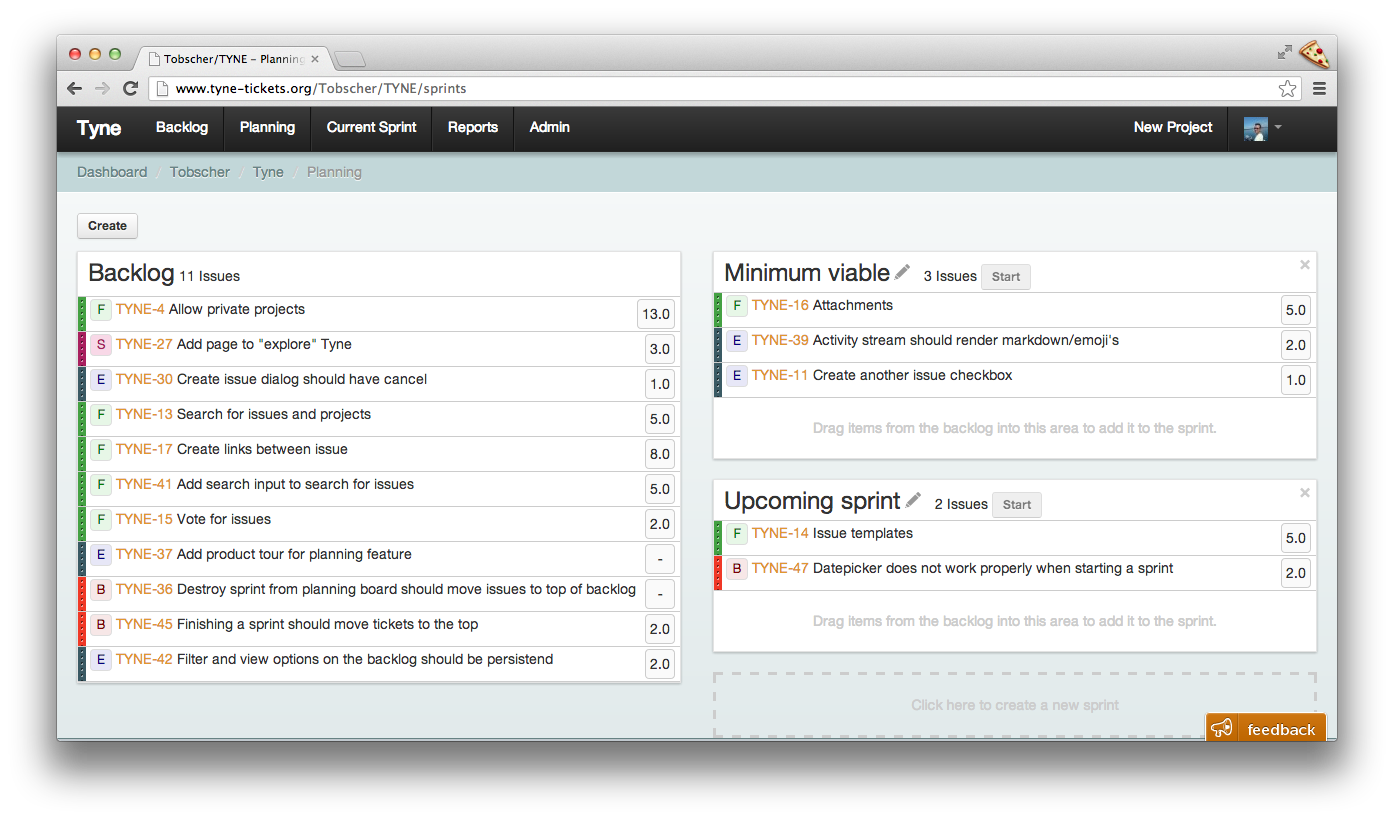 Tobscher/TYNE – Planning
www.tyne-tickets.org/Tobscher/TYNE/sprints
Tyne Backlog Planning Current Sprint Reports Admin New Project
Dashboard / Tobscher / Tyne / Planning
Create
Backlog 11 Issues
F TYNE-4 Allow private projects 13.0
S TYNE-27 Add page to "explore" Tyne 3.0
E TYNE-30 Create issue dialog should have cancel 1.0
F TYNE-13 Search for issues and projects 5.0
F TYNE-17 Create links between issue 8.0
F TYNE-41 Add search input to search for issues 5.0
F TYNE-15 Vote for issues 2.0
E TYNE-37 Add product tour for planning feature -
B TYNE-36 Destroy sprint from planning board should move issues to top of backlog -
B TYNE-45 Finishing a sprint should move tickets to the top 2.0
E TYNE-42 Filter and view options on the backlog should be persistend 2.0
Minimum viable 3 Issues Start ×
F TYNE-16 Attachments 5.0
E TYNE-39 Activity stream should render markdown/emoji's 2.0
E TYNE-11 Create another issue checkbox 1.0
Drag items from the backlog into this area to add it to the sprint.
Upcoming sprint 2 Issues Start ×
F TYNE-14 Issue templates 5.0
B TYNE-47 Datepicker does not work properly when starting a sprint 2.0
Drag items from the backlog into this area to add it to the sprint.
Click here to create a new sprint
feedback